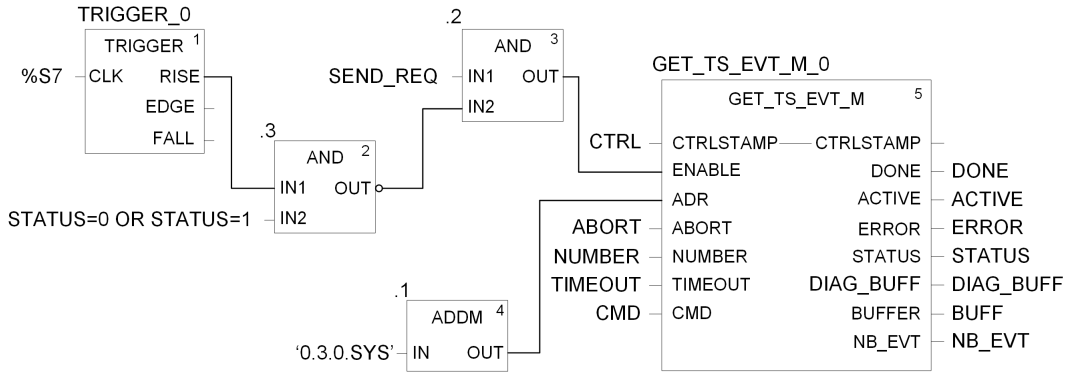 TRIGGER_0
TRIGGER 1
%S7 CLK RISE
EDGE
FALL
.3
AND 2
IN1 OUT
STATUS=0 OR STATUS=1 IN2
.2
AND 3
SEND_REQ IN1 OUT
IN2
.1
ADDM 4
‘0.3.0.SYS’ IN OUT
GET_TS_EVT_M_0
GET_TS_EVT_M 5
CTRL CTRLSTAMP CTRLSTAMP
ENABLE DONE DONE
ADR ACTIVE ACTIVE
ABORT ABORT ERROR ERROR
NUMBER NUMBER STATUS STATUS
TIMEOUT TIMEOUT DIAG_BUFF DIAG_BUFF
CMD CMD BUFFER BUFF
NB_EVT NB_EVT